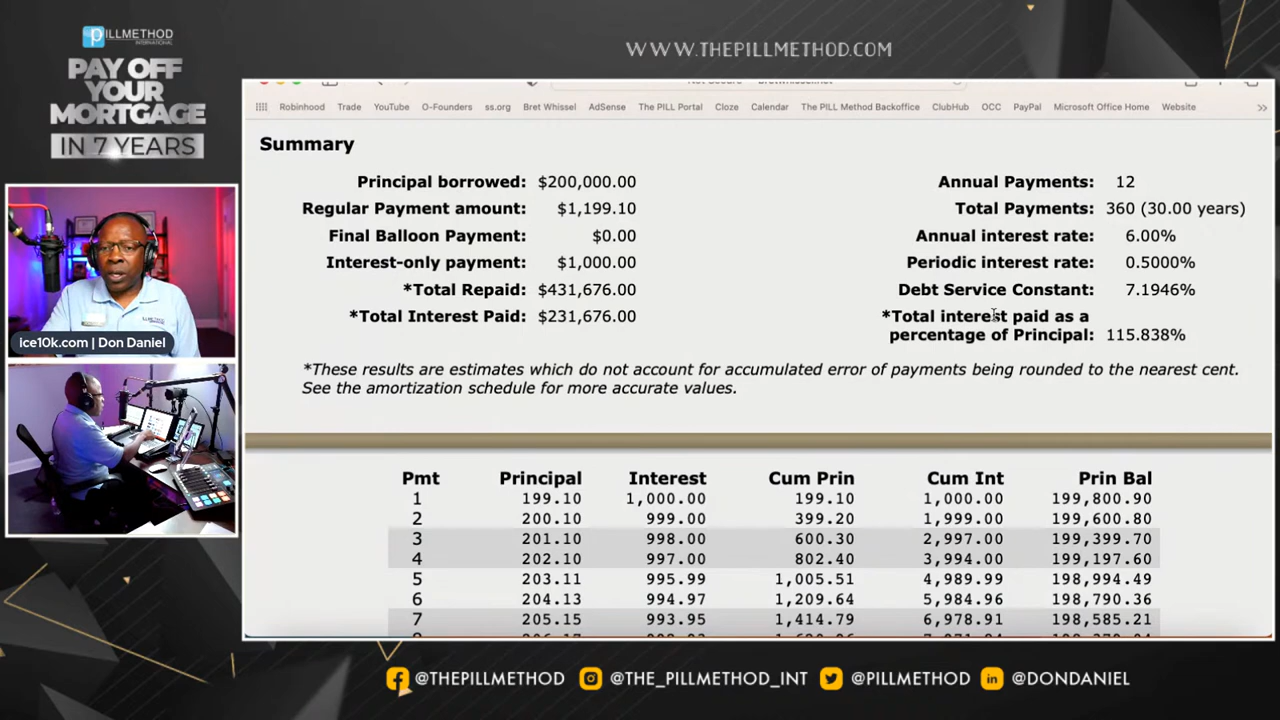 PILLMETHOD
INTERNATIONAL
PAY OFF
YOUR
MORTGAGE
IN 7 YEARS
WWW.THEPILLMETHOD.COM
Robinhood Trade YouTube O-Founders ss.org Bret Whissel AdSense The PILL Portal Cloze Calendar The PILL Method Backoffice ClubHub OCC PayPal Microsoft Office Home Website
Summary
Principal borrowed: $200,000.00
Regular Payment amount: $1,199.10
Final Balloon Payment: $0.00
Interest-only payment: $1,000.00
*Total Repaid: $431,676.00
*Total Interest Paid: $231,676.00
Annual Payments: 12
Total Payments: 360 (30.00 years)
Annual interest rate: 6.00%
Periodic interest rate: 0.5000%
Debt Service Constant: 7.1946%
*Total interest paid as a
percentage of Principal: 115.838%
*These results are estimates which do not account for accumulated error of payments being rounded to the nearest cent.
See the amortization schedule for more accurate values.
Pmt Principal Interest Cum Prin Cum Int Prin Bal
1 199.10 1,000.00 199.10 1,000.00 199,800.90
2 200.10 999.00 399.20 1,999.00 199,600.80
3 201.10 998.00 600.30 2,997.00 199,399.70
4 202.10 997.00 802.40 3,994.00 199,197.60
5 203.11 995.99 1,005.51 4,989.99 198,994.49
6 204.13 994.97 1,209.64 5,984.96 198,790.36
7 205.15 993.95 1,414.79 6,978.91 198,585.21
ice10k.com | Don Daniel
@THEPILLMETHOD @THE_PILLMETHOD_INT @PILLMETHOD @DONDANIEL